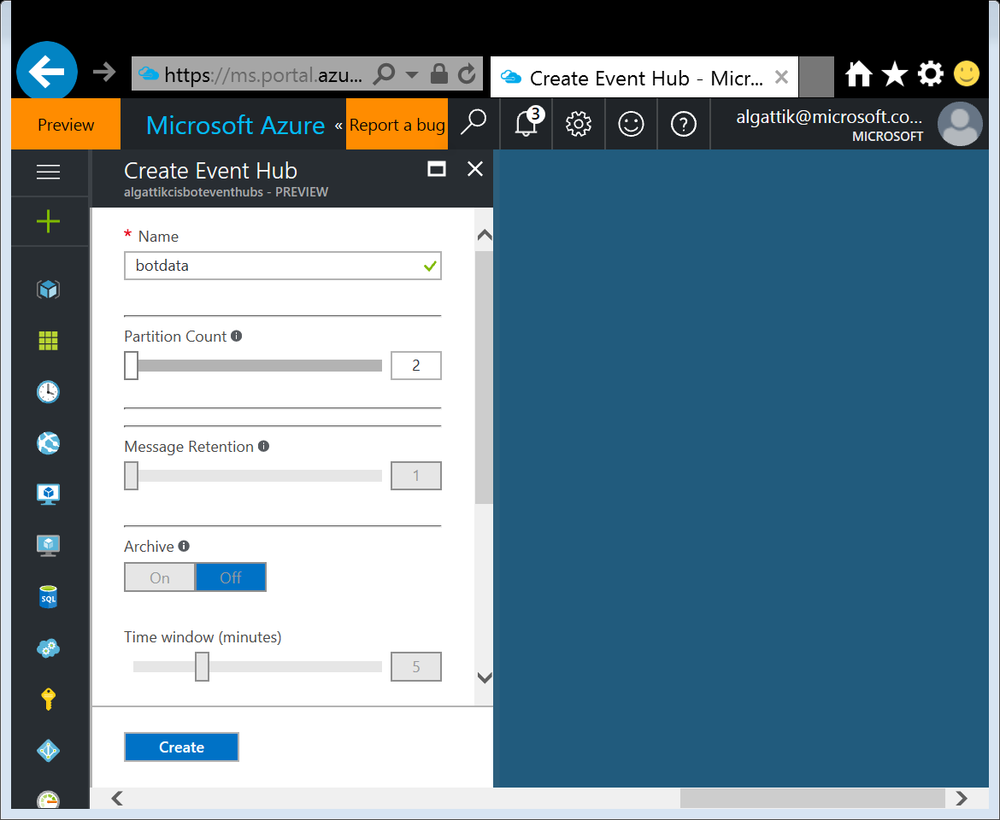 https://ms.portal.azu...
Create Event Hub - Micr...
Preview
Microsoft Azure «
Report a bug
3
algattik@microsoft.co...
MICROSOFT
Create Event Hub
algattikcisboteventhubs - PREVIEW
* Name
botdata
Partition Count
2
Message Retention
1
Archive
On Off
Time window (minutes)
5
SQL
Create